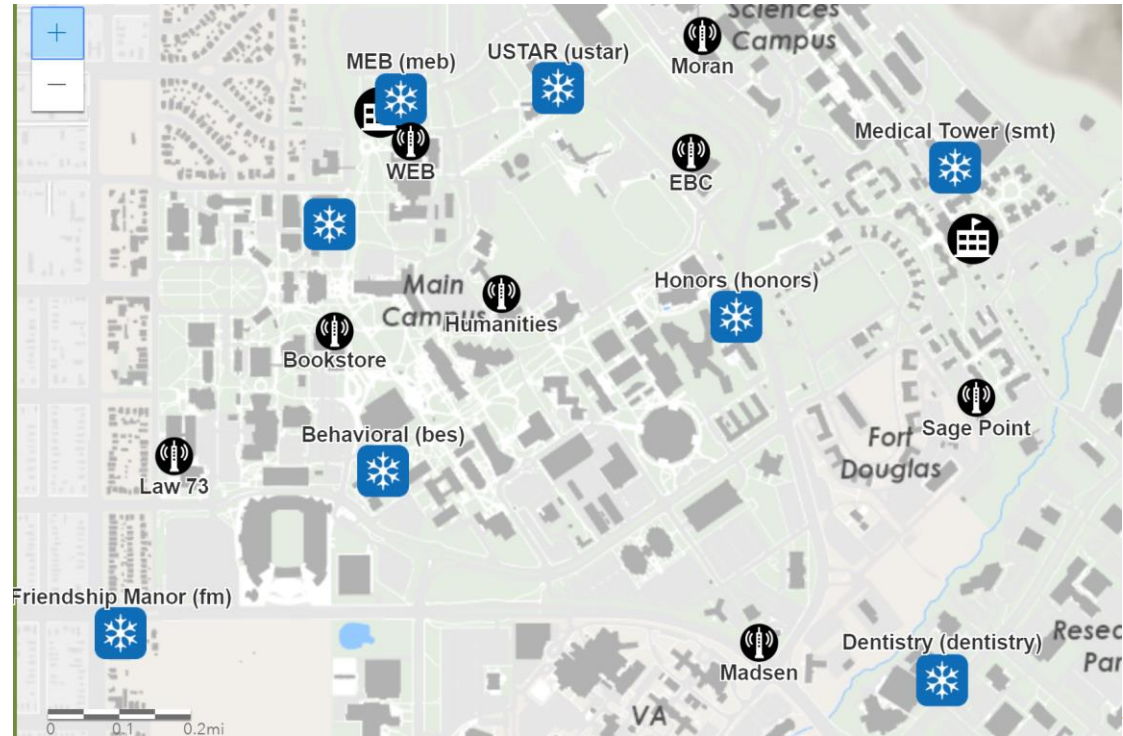 +
−
Sciences
Campus
Moran
USTAR (ustar)
MEB (meb)
WEB
EBC
Medical Tower (smt)
Main
Campus
Humanities
Honors (honors)
Bookstore
Sage Point
Fort
Douglas
Behavioral (bes)
Law 73
Friendship Manor (fm)
Madsen
Dentistry (dentistry)
VA
0 0.1 0.2mi